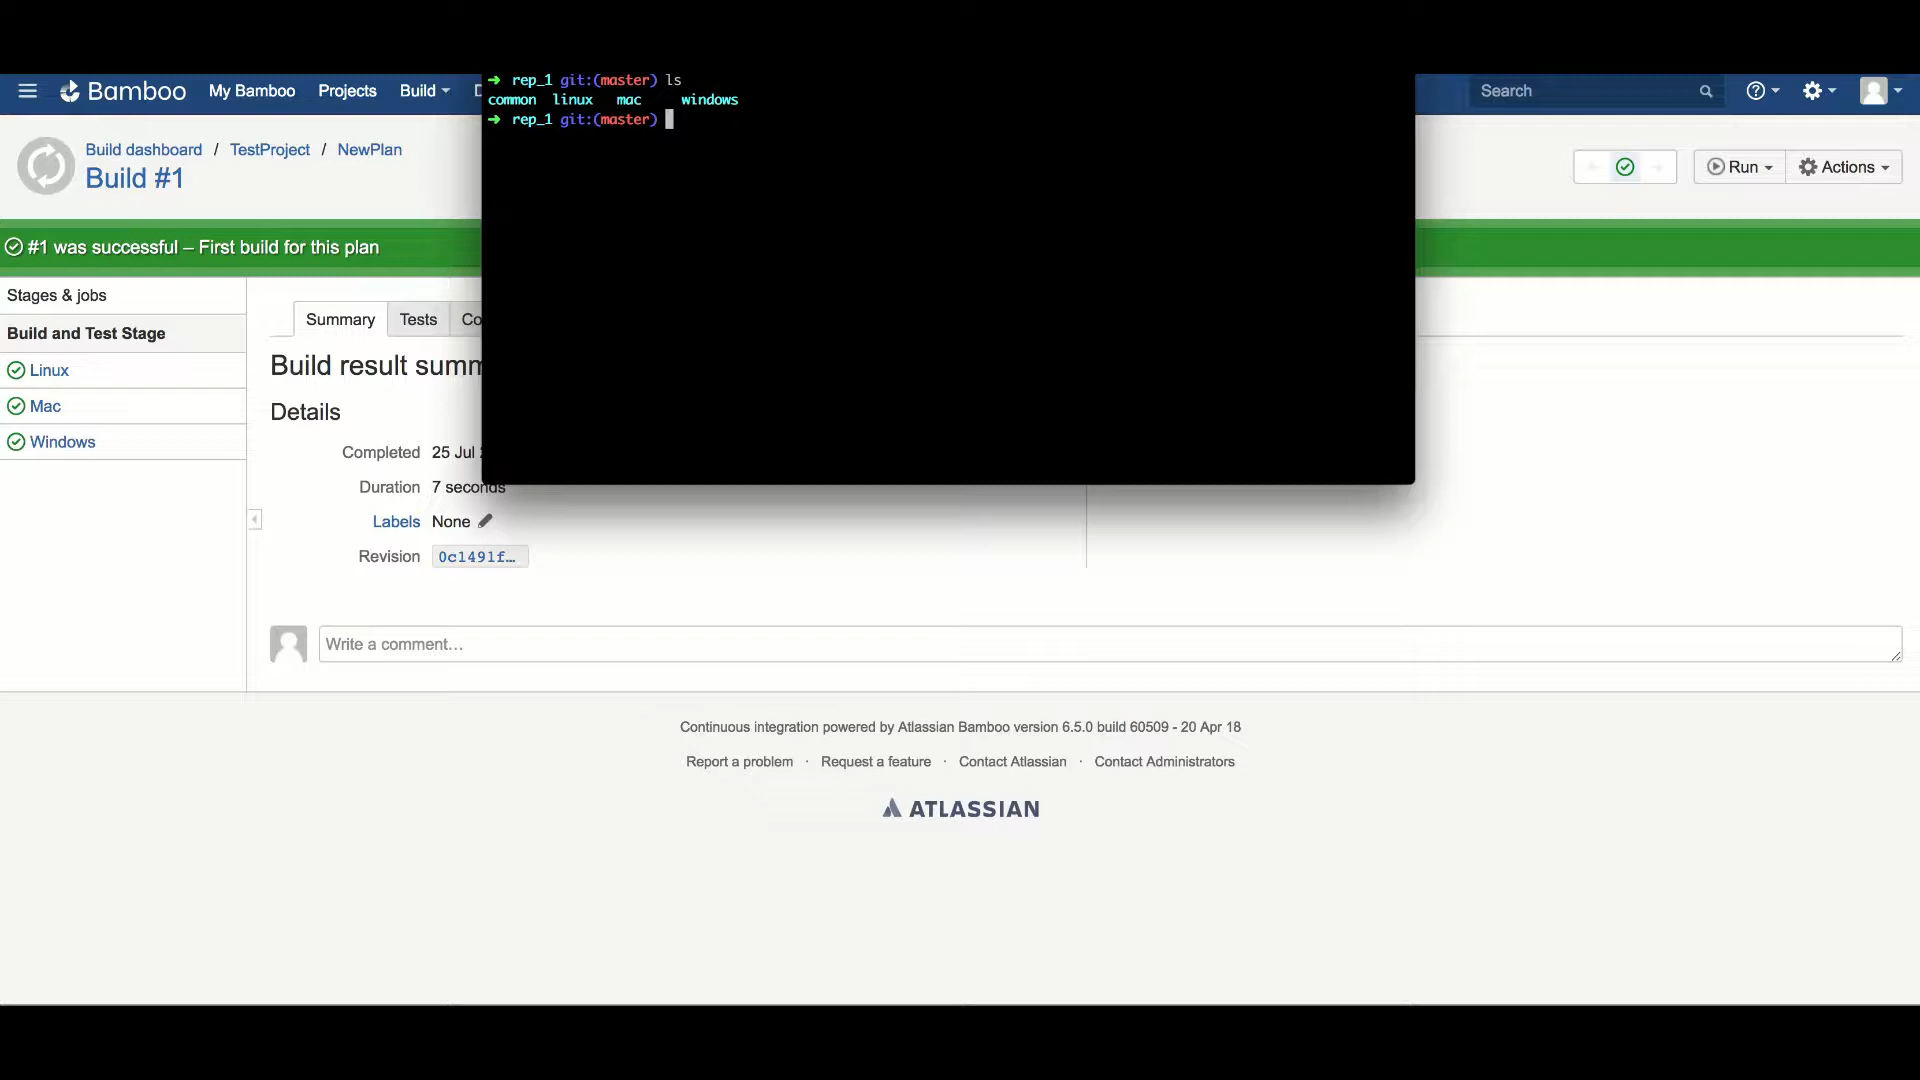 ➜ rep_1 git:(master) ls
common linux mac windows
➜ rep_1 git:(master)
Bamboo My Bamboo Projects Build
Search
Build dashboard / TestProject / NewPlan
Build #1
Run Actions
#1 was successful – First build for this plan
Stages & jobs
Build and Test Stage
Linux
Mac
Windows
Summary Tests
Build result
Details
Completed 25 Jul
Duration 7 seconds
Labels None
Revision 0c1491f…
Write a comment…
Continuous integration powered by Atlassian Bamboo version 6.5.0 build 60509 - 20 Apr 18
Report a problem · Request a feature · Contact Atlassian · Contact Administrators
ATLASSIAN